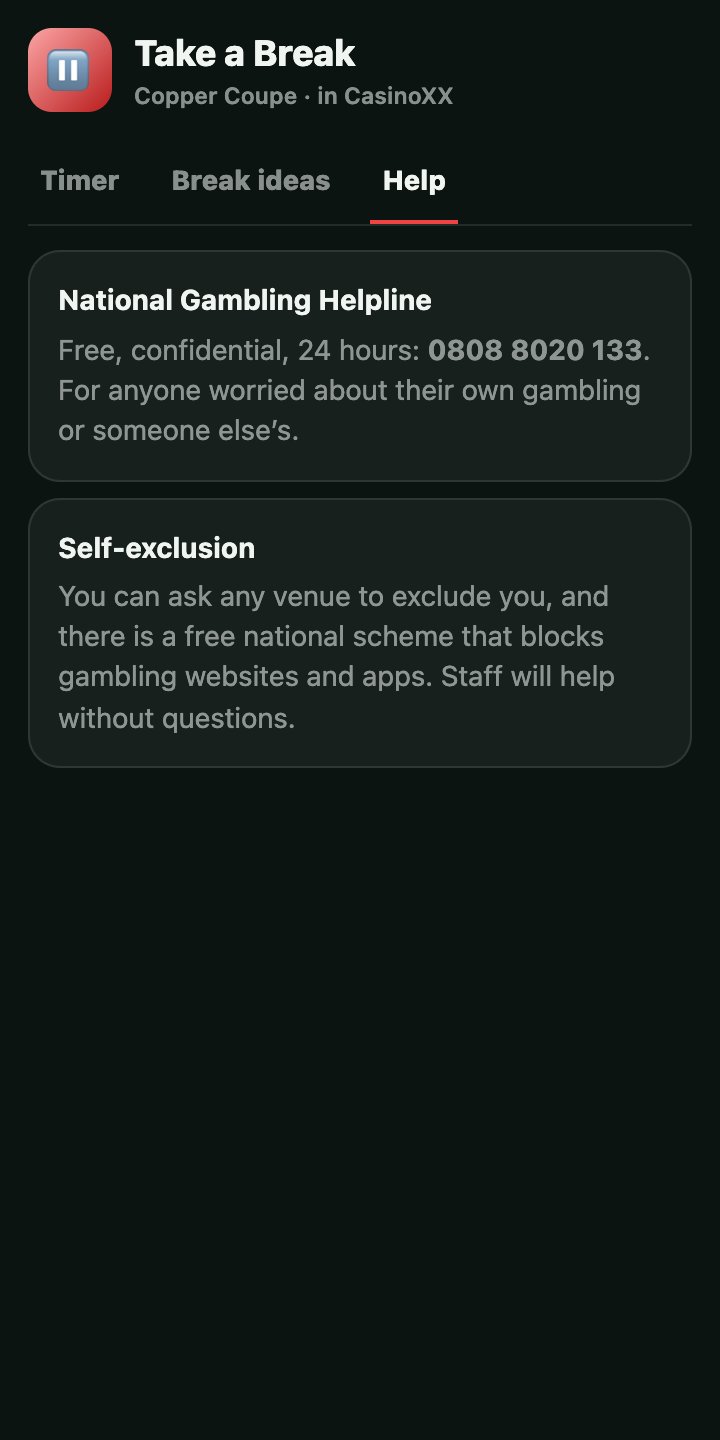 Take a Break
Copper Coupe · in CasinoXX
Timer
Break ideas
Help
National Gambling Helpline
Free, confidential, 24 hours: 0808 8020 133.
For anyone worried about their own gambling
or someone else’s.
Self-exclusion
You can ask any venue to exclude you, and
there is a free national scheme that blocks
gambling websites and apps. Staff will help
without questions.